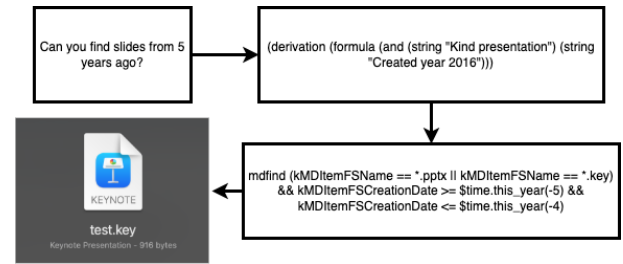 Can you find slides from 5
years ago?
(derivation (formula (and (string "Kind presentation") (string
"Created year 2016")))
mdfind (kMDItemFSName == *.pptx || kMDItemFSName == *.key)
&& kMDItemFSCreationDate >= $time.this_year(-5) &&
kMDItemFSCreationDate <= $time.this_year(-4)
KEYNOTE
test.key
Keynote Presentation - 916 bytes